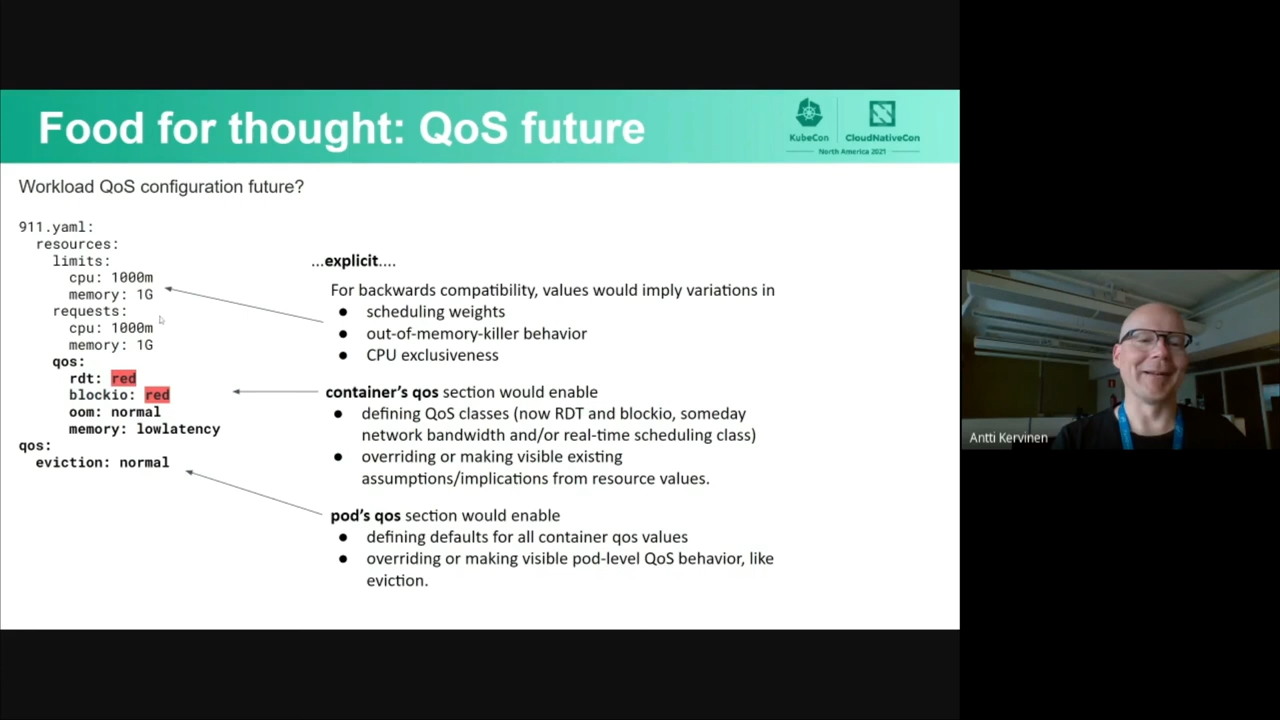 Food for thought: QoS future
KubeCon
CloudNativeCon
North America 2021
Workload QoS configuration future?
911.yaml:
resources:
limits:
cpu: 1000m
memory: 1G
requests:
cpu: 1000m
memory: 1G
qos:
rdt: red
blockio: red
oom: normal
memory: lowlatency
qos:
eviction: normal
...explicit....
For backwards compatibility, values would imply variations in
● scheduling weights
● out-of-memory-killer behavior
● CPU exclusiveness
container's qos section would enable
● defining QoS classes (now RDT and blockio, someday
network bandwidth and/or real-time scheduling class)
● overriding or making visible existing
assumptions/implications from resource values.
pod's qos section would enable
● defining defaults for all container qos values
● overriding or making visible pod-level QoS behavior, like
eviction.
Antti Kervinen